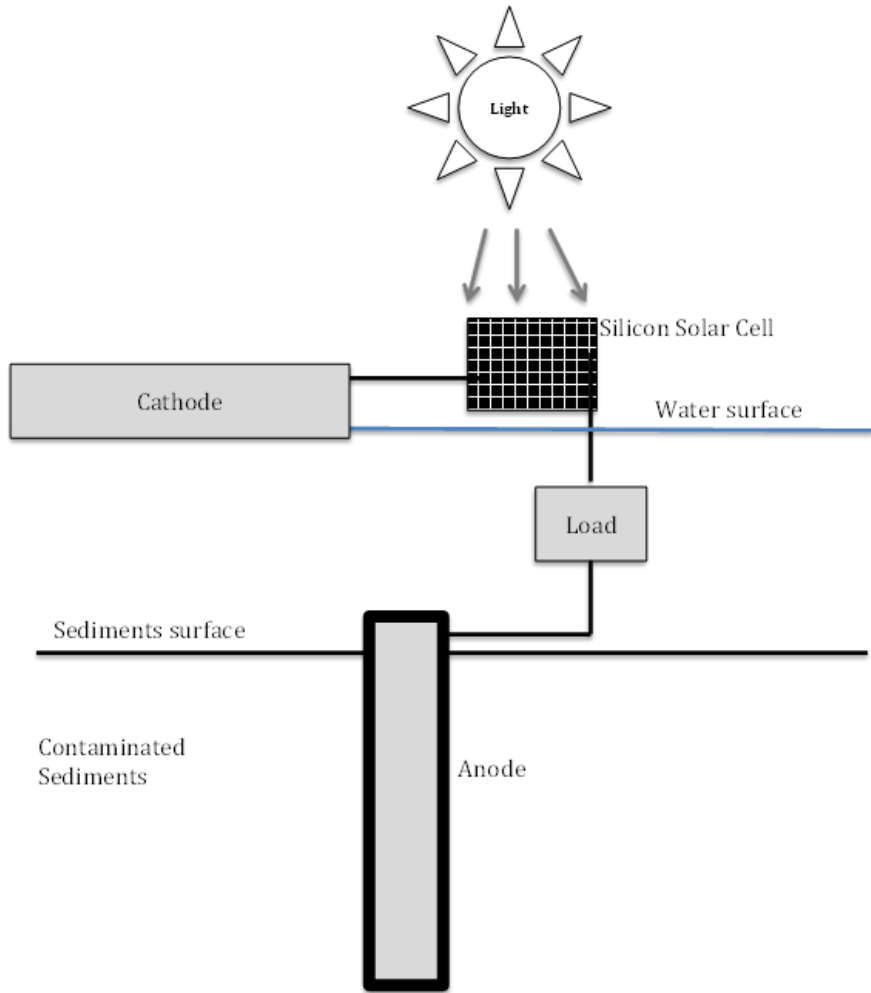 Light
Silicon Solar Cell
Cathode
Water surface
Load
Sediments surface
Contaminated
Sediments
Anode